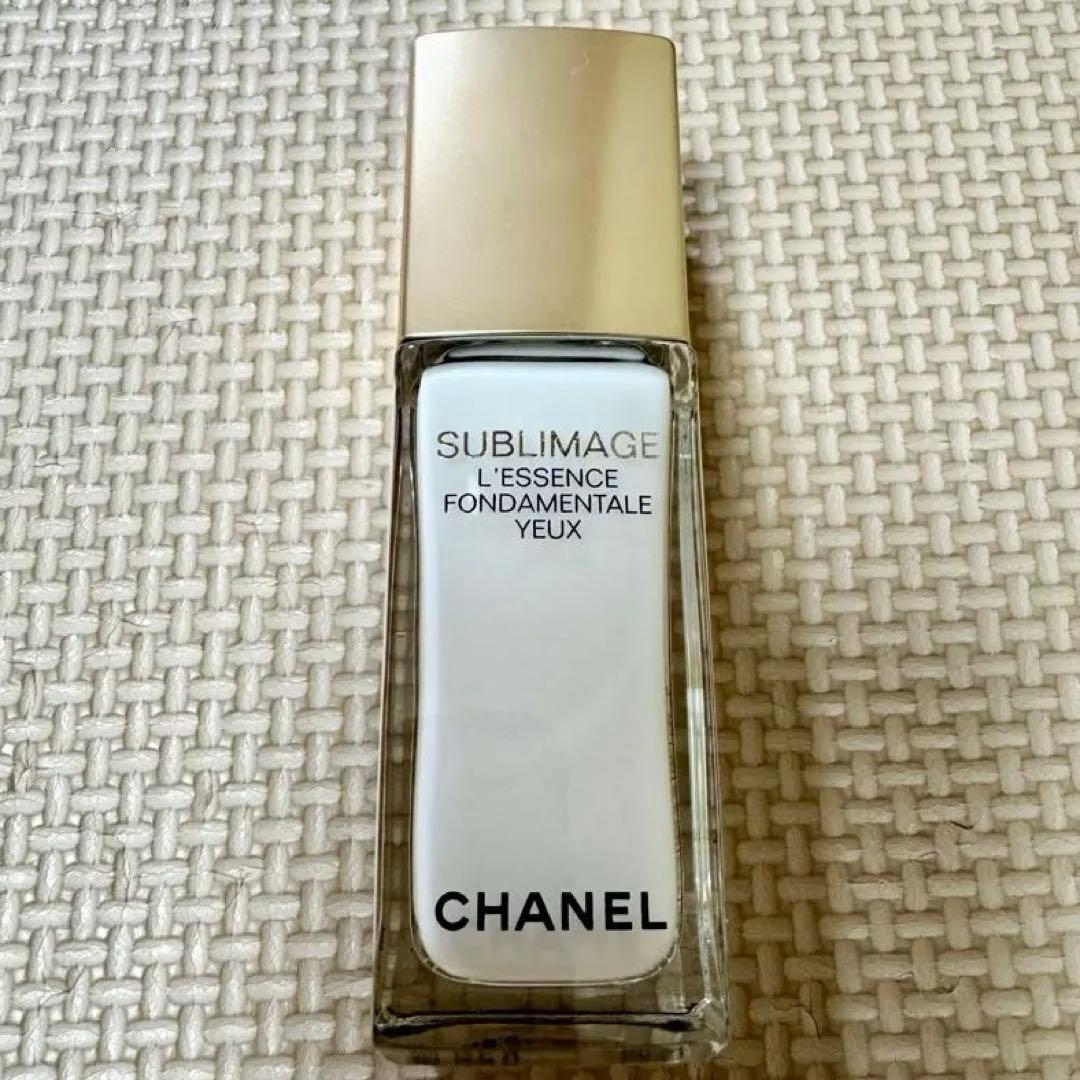 SUBLIMAGE
L'ESSENCE
FONDAMENTALE
YEUX
CHANEL